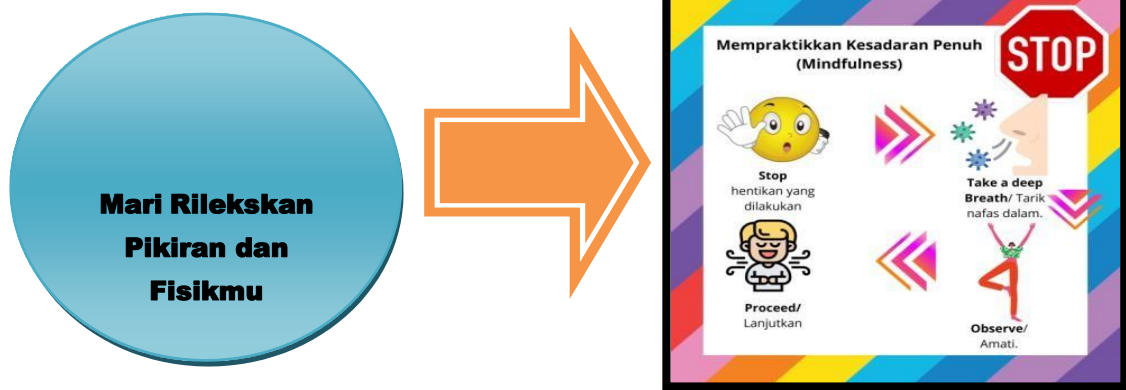 Mari Rilekskan
Pikiran dan
Fisikmu
Mempraktikkan Kesadaran Penuh
(Mindfulness)
STOP
Stop
hentikan yang
dilakukan
Take a deep
Breath/ Tarik
nafas dalam.
Observe/
Amati.
Proceed/
Lanjutkan